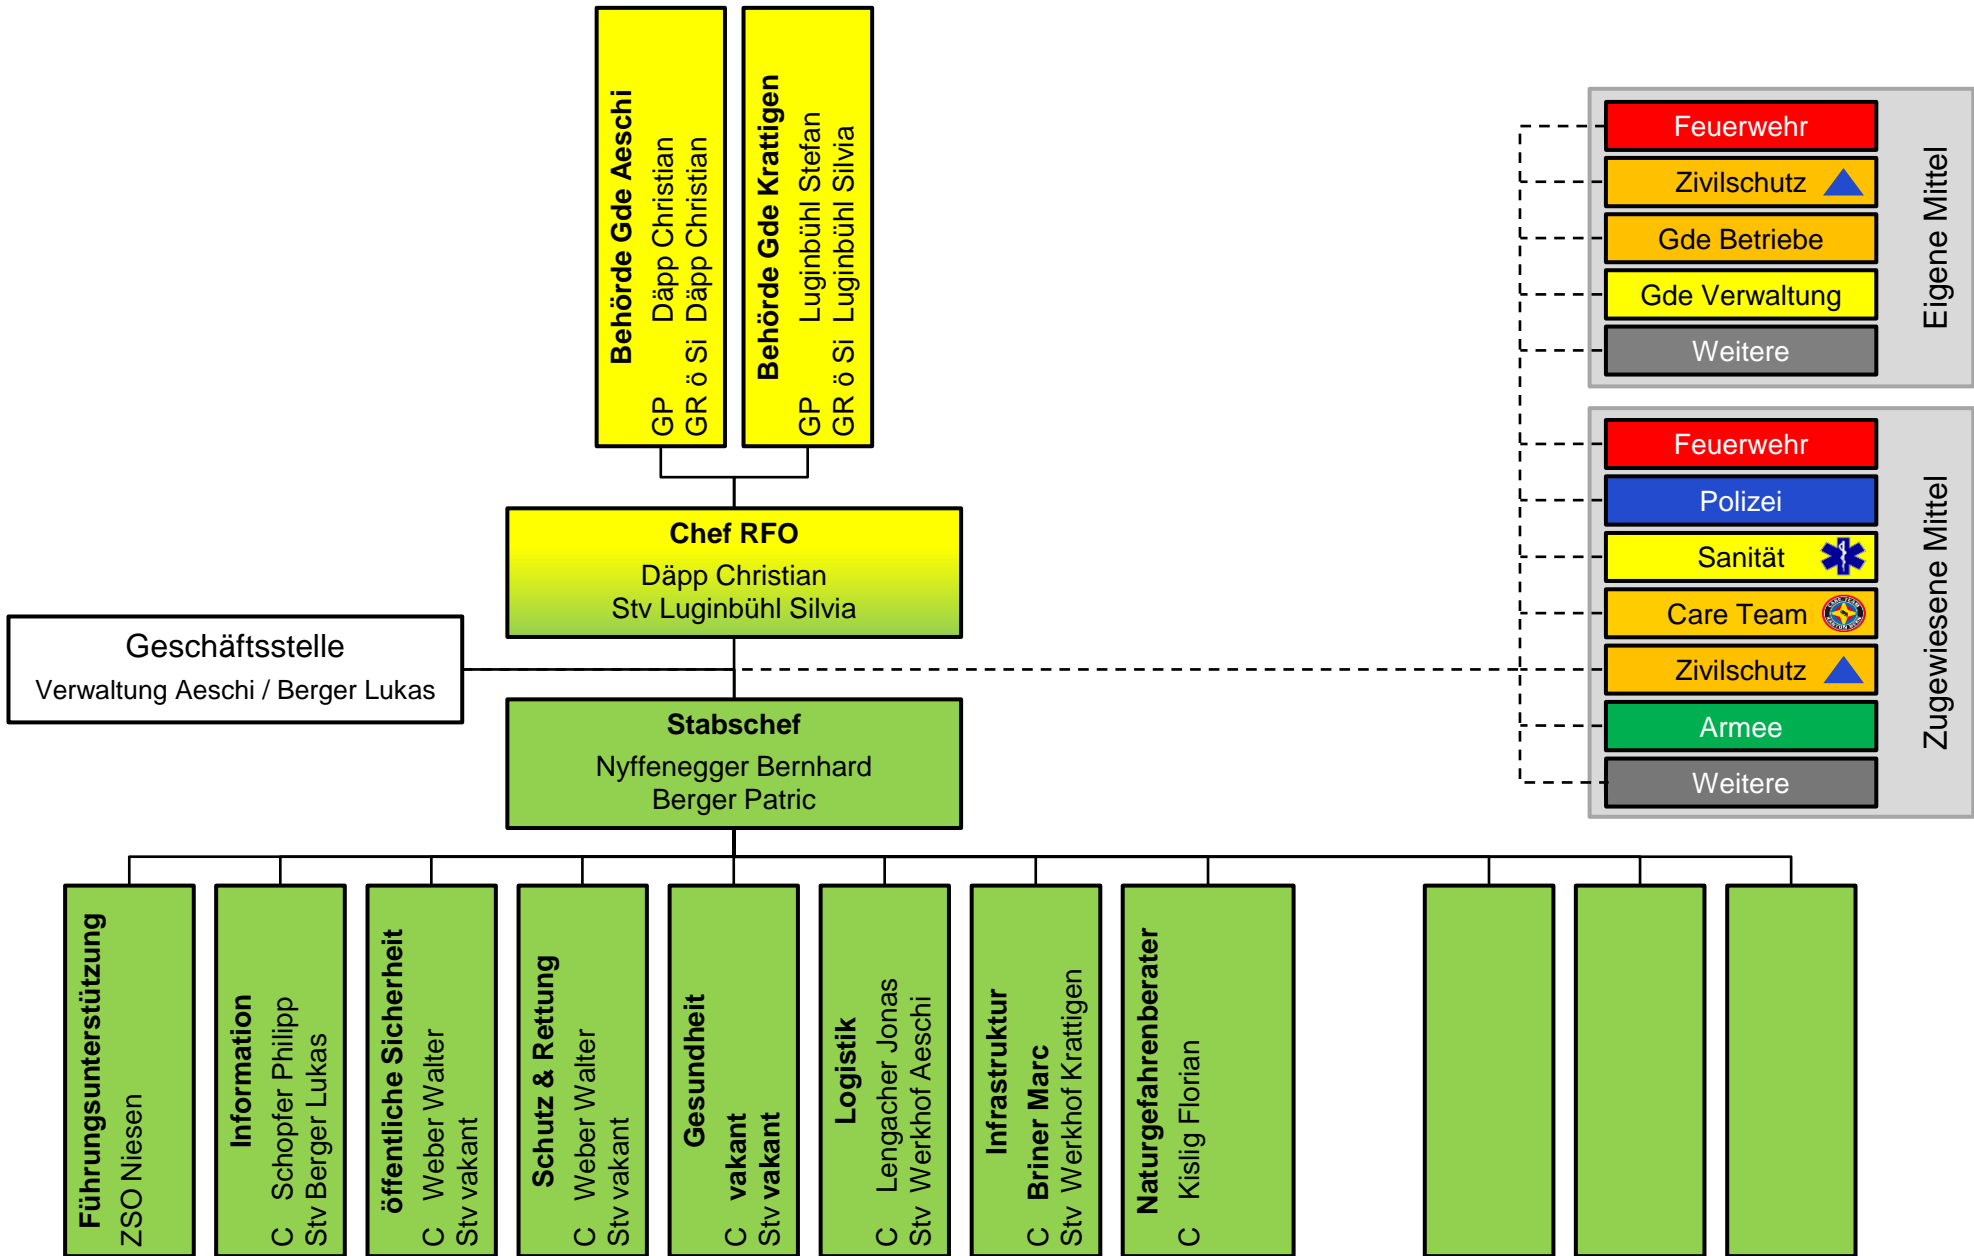 Behörde Gde Aeschi
GP Däpp Christian
GR ö Si Däpp Christian
Behörde Gde Krattigen
GP Luginbühl Stefan
GR ö Si Luginbühl Silvia
Chef RFO
Däpp Christian
Stv Luginbühl Silvia
Geschäftsstelle
Verwaltung Aeschi / Berger Lukas
Stabschef
Nyffenegger Bernhard
Berger Patric
Führungsunterstützung
ZSO Niesen
Information
C Schopfer Philipp
Stv Berger Lukas
öffentliche Sicherheit
C Weber Walter
Stv vakant
Schutz & Rettung
C Weber Walter
Stv vakant
Gesundheit
C vakant
Stv vakant
Logistik
C Lengacher Jonas
Stv Werkhof Aeschi
Infrastruktur
C Briner Marc
Stv Werkhof Krattigen
Naturgefahrenberater
C Kislig Florian
Eigene Mittel
Feuerwehr
Zivilschutz
Gde Betriebe
Gde Verwaltung
Weitere
Zugewiesene Mittel
Feuerwehr
Polizei
Sanität
Care Team
Zivilschutz
Armee
Weitere